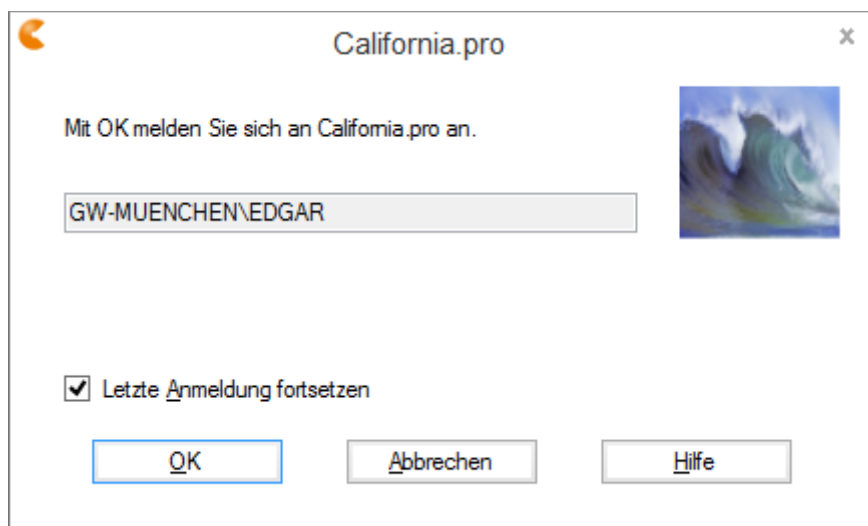 California.pro
Mit OK melden Sie sich an California.pro an.
GW-MUENCHEN\EDGAR
Letzte Anmeldung fortsetzen
OK Abbrechen Hilfe